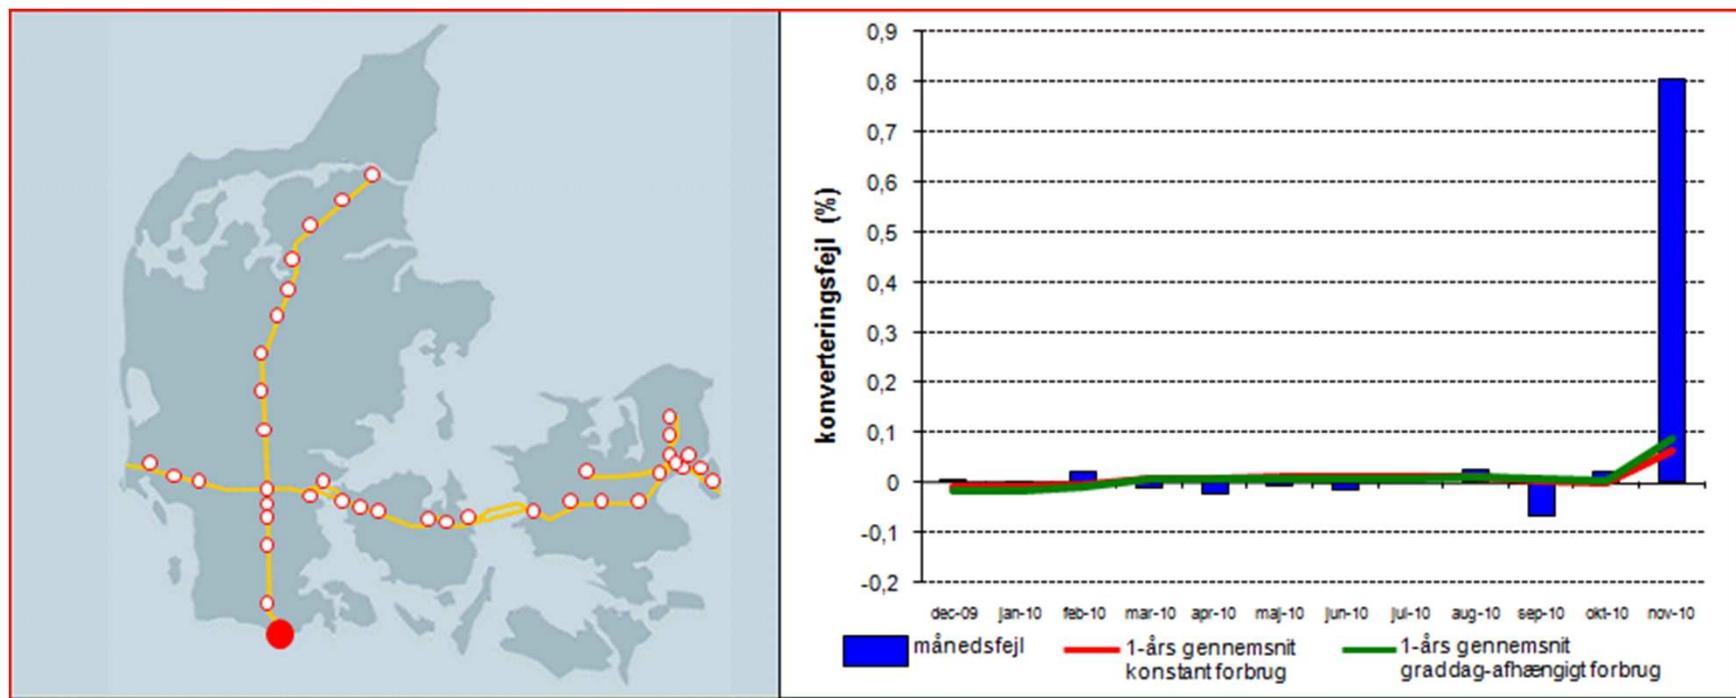 konverteringsfejl (%)
0,9
0,8
0,7
0,6
0,5
0,4
0,3
0,2
0,1
0
-0,1
-0,2
dec-09 jan-10 feb-10 mar-10 apr-10 maj-10 jun-10 jul-10 aug-10 sep-10 okt-10 nov-10
månedsfejl
1-års gennemsnit
konstant forbrug
1-års gennemsnit
graddag-afhængigt forbrug